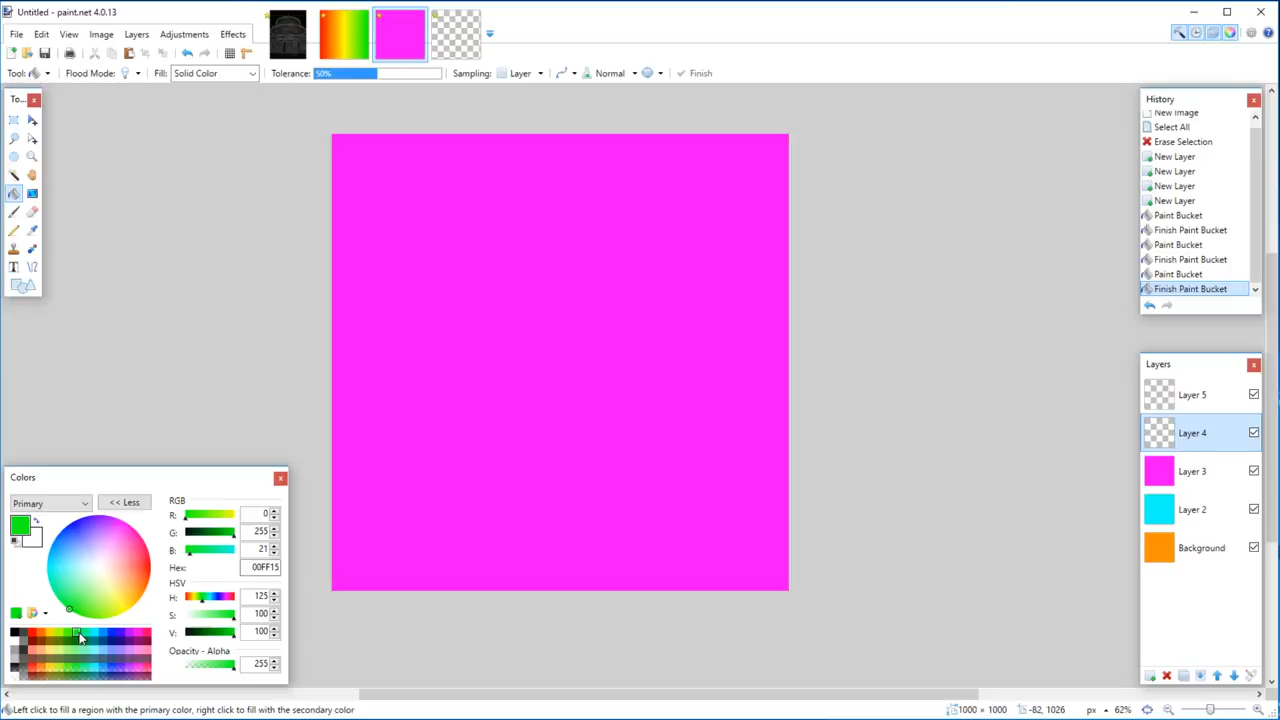 Untitled - paint.net 4.0.13
File Edit View Image Layers Adjustments Effects
Tool: Flood Mode: Fill: Solid Color Tolerance: 50% Sampling: Layer Normal Finish
To...
History
New Image
Select All
Erase Selection
New Layer
New Layer
New Layer
New Layer
Paint Bucket
Finish Paint Bucket
Paint Bucket
Finish Paint Bucket
Paint Bucket
Finish Paint Bucket
Layers
Layer 5
Layer 4
Layer 3
Layer 2
Background
Colors
Primary << Less
RGB
R: 0
G: 255
B: 21
Hex: 00FF15
HSV
H: 125
S: 100
V: 100
Opacity - Alpha
255
Left click to fill a region with the primary color, right click to fill with the secondary color 1000 × 1000 -82, 1026 px 62%